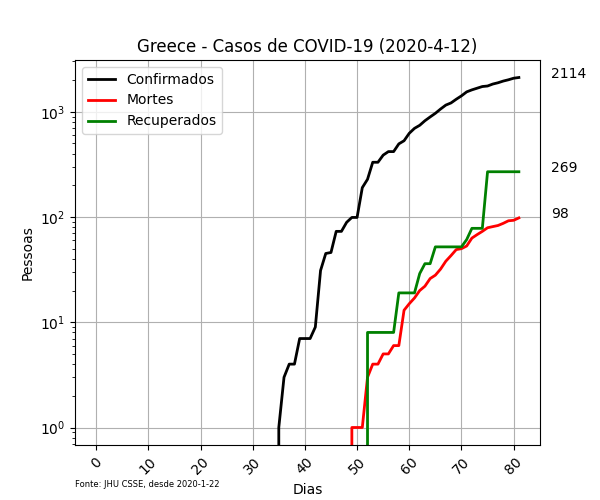 Greece - Casos de COVID-19 (2020-4-12)
Confirmados
Mortes
Recuperados
2114
269
98
Pessoas
10³
10²
10¹
10⁰
0 10 20 30 40 50 60 70 80
Dias
Fonte: JHU CSSE, desde 2020-1-22